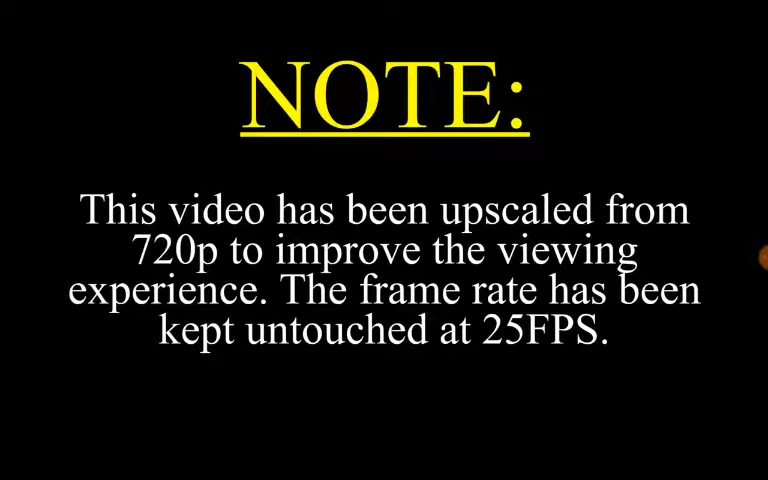 NOTE:
This video has been upscaled from
720p to improve the viewing
experience. The frame rate has been
kept untouched at 25FPS.